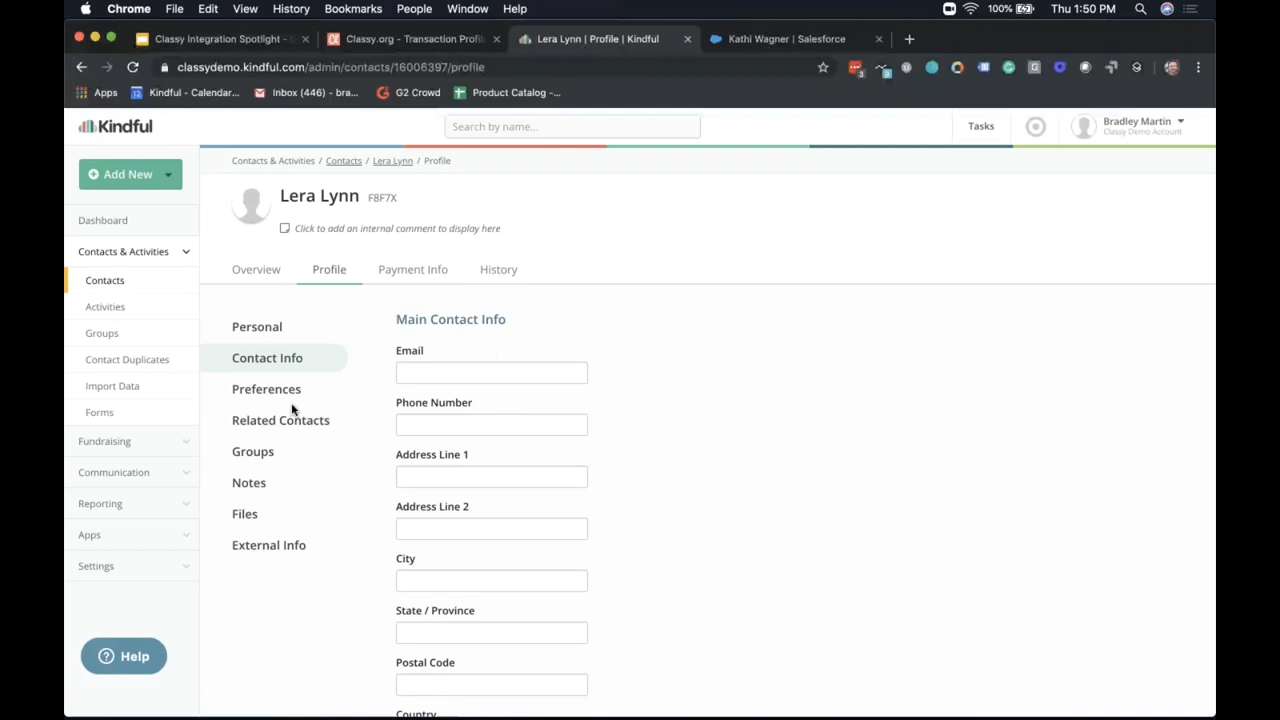 Chrome File Edit View History Bookmarks People Window Help 100% Thu 1:50 PM
Classy Integration Spotlight - Classy.org - Transaction Profi Lera Lynn | Profile | Kindful Kathi Wagner | Salesforce
classydemo.kindful.com/admin/contacts/16006397/profile
Apps Kindful - Calendar... Inbox (446) - bra... G2 Crowd Product Catalog -...
Kindful Search by name... Tasks Bradley Martin
Classy Demo Account
Contacts & Activities / Contacts / Lera Lynn / Profile
Add New
Lera Lynn F8F7X
Click to add an internal comment to display here
Overview Profile Payment Info History
Dashboard
Contacts & Activities
Contacts
Activities
Groups
Contact Duplicates
Import Data
Forms
Fundraising
Communication
Reporting
Apps
Settings
Help
Personal
Contact Info
Preferences
Related Contacts
Groups
Notes
Files
External Info
Main Contact Info
Email
Phone Number
Address Line 1
Address Line 2
City
State / Province
Postal Code
Country